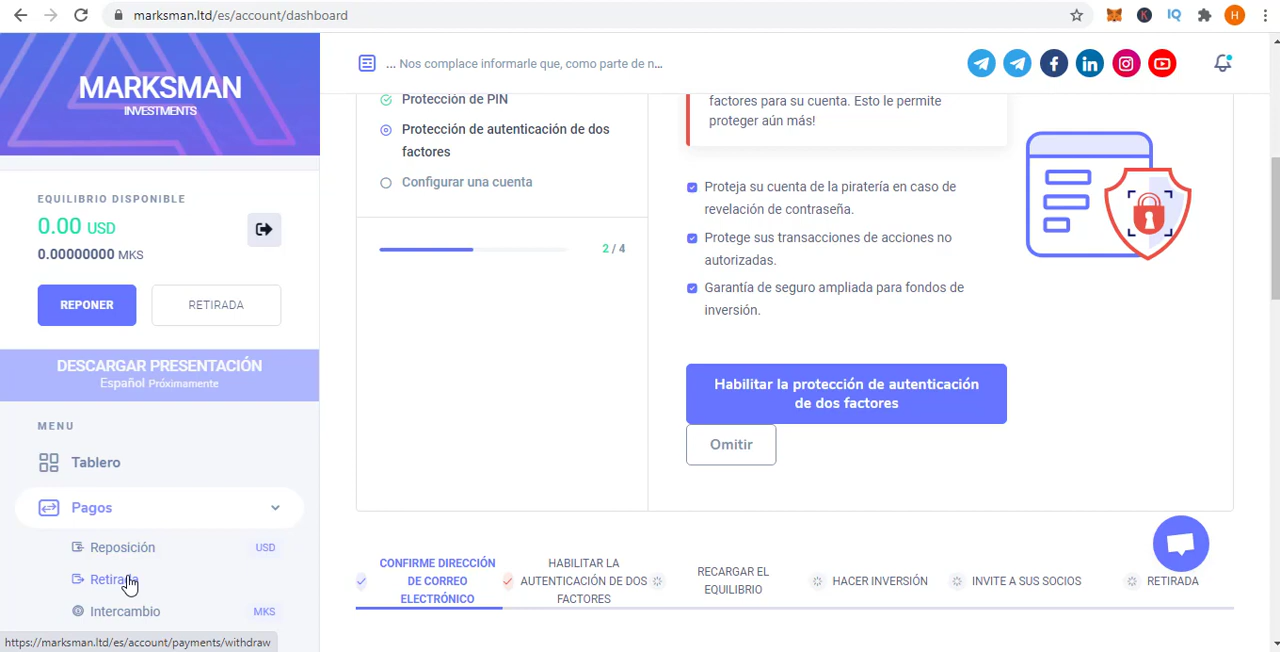 marksman.ltd/es/account/dashboard
MARKSMAN
INVESTMENTS
EQUILIBRIO DISPONIBLE
0.00 USD
0.00000000 MKS
REPONER
RETIRADA
DESCARGAR PRESENTACIÓN
Español Próximamente
MENU
Tablero
Pagos
Reposición USD
Retirada
Intercambio MKS
https://marksman.ltd/es/account/payments/withdraw
... Nos complace informarle que, como parte de n...
Protección de PIN
Protección de autenticación de dos
factores
Configurar una cuenta
2 / 4
factores para su cuenta. Esto le permite
proteger aún más!
Proteja su cuenta de la piratería en caso de
revelación de contraseña.
Protege sus transacciones de acciones no
autorizadas.
Garantía de seguro ampliada para fondos de
inversión.
Habilitar la protección de autenticación
de dos factores
Omitir
CONFIRME DIRECCIÓN
DE CORREO
ELECTRÓNICO
HABILITAR LA
AUTENTICACIÓN DE DOS
FACTORES
RECARGAR EL
EQUILIBRIO
HACER INVERSIÓN
INVITE A SUS SOCIOS
RETIRADA
IQ
K
H